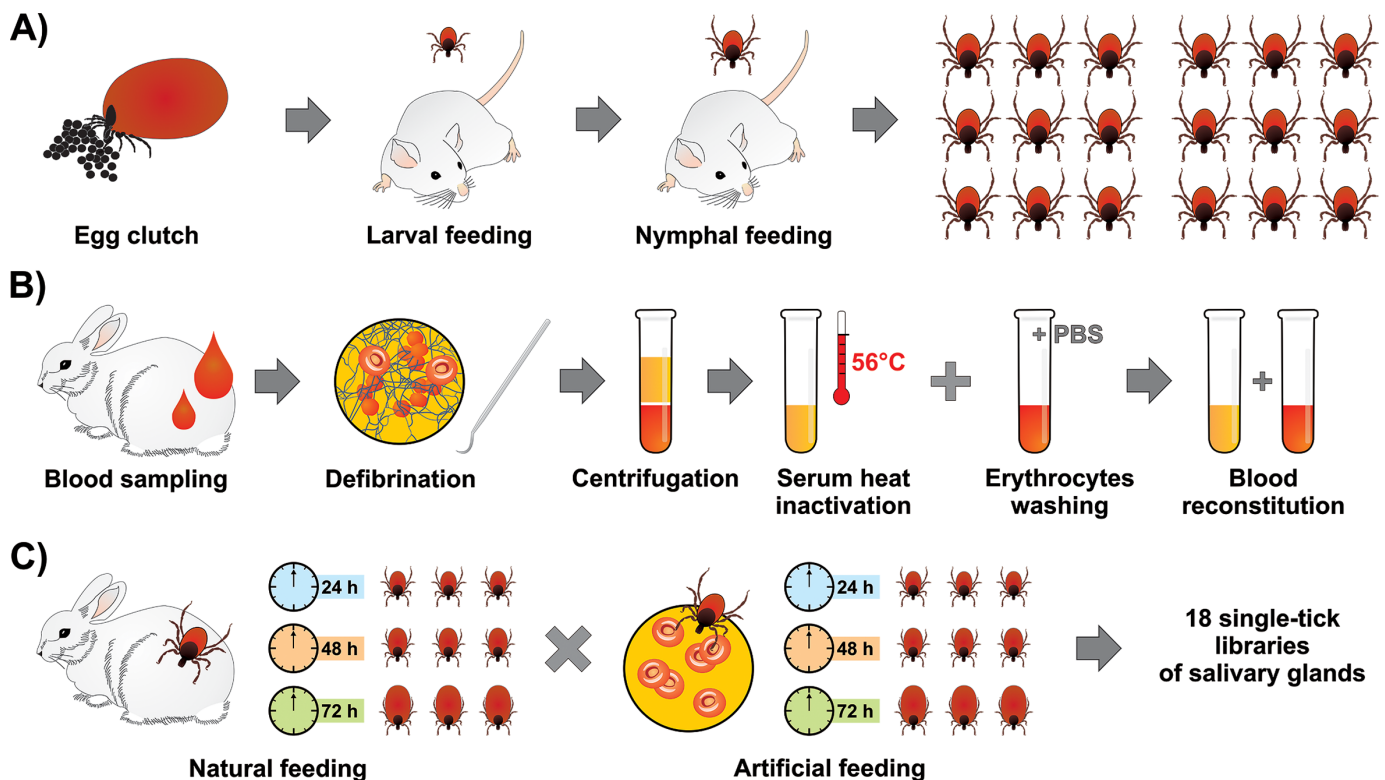 A)
Egg clutch
Larval feeding
Nymphal feeding
B)
56°C
+ PBS
+
Blood sampling
Defibrination
Centrifugation
Serum heat
inactivation
Erythrocytes
washing
Blood
reconstitution
C)
24 h
48 h
72 h
Natural feeding
24 h
48 h
72 h
Artificial feeding
18 single-tick
libraries
of salivary glands